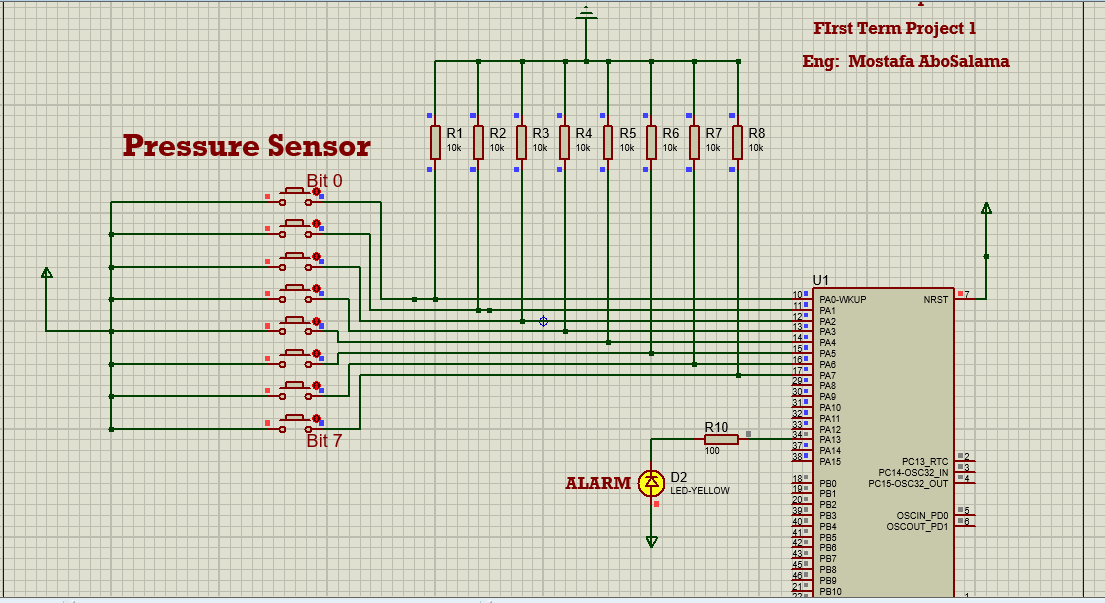 FIrst Term Project 1
Eng: Mostafa AboSalama
Pressure Sensor
R1
10k
R2
10k
R3
10k
R4
10k
R5
10k
R6
10k
R7
10k
R8
10k
Bit 0
Bit 7
U1
10 PA0-WKUP
11 PA1
12 PA2
13 PA3
14 PA4
15 PA5
16 PA6
17 PA7
29 PA8
30 PA9
31 PA10
32 PA11
33 PA12
34 PA13
37 PA14
38 PA15
18 PB0
19 PB1
20 PB2
39 PB3
40 PB4
41 PB5
42 PB6
43 PB7
45 PB8
46 PB9
21 PB10
NRST 7
PC13_RTC 2
PC14-OSC32_IN 3
PC15-OSC32_OUT 4
OSCIN_PD0 5
OSCOUT_PD1 6
R10
100
ALARM
D2
LED-YELLOW